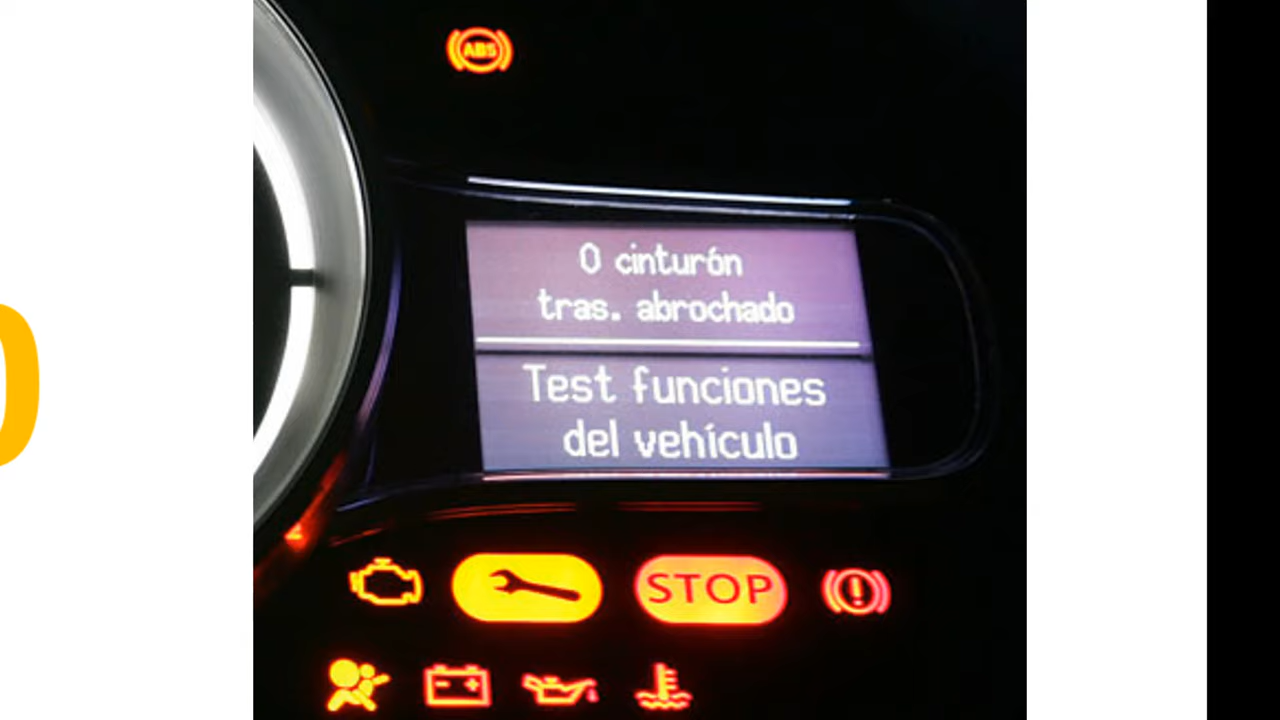 ABS
0 cinturón
tras. abrochado
Test funciones
del vehículo
STOP